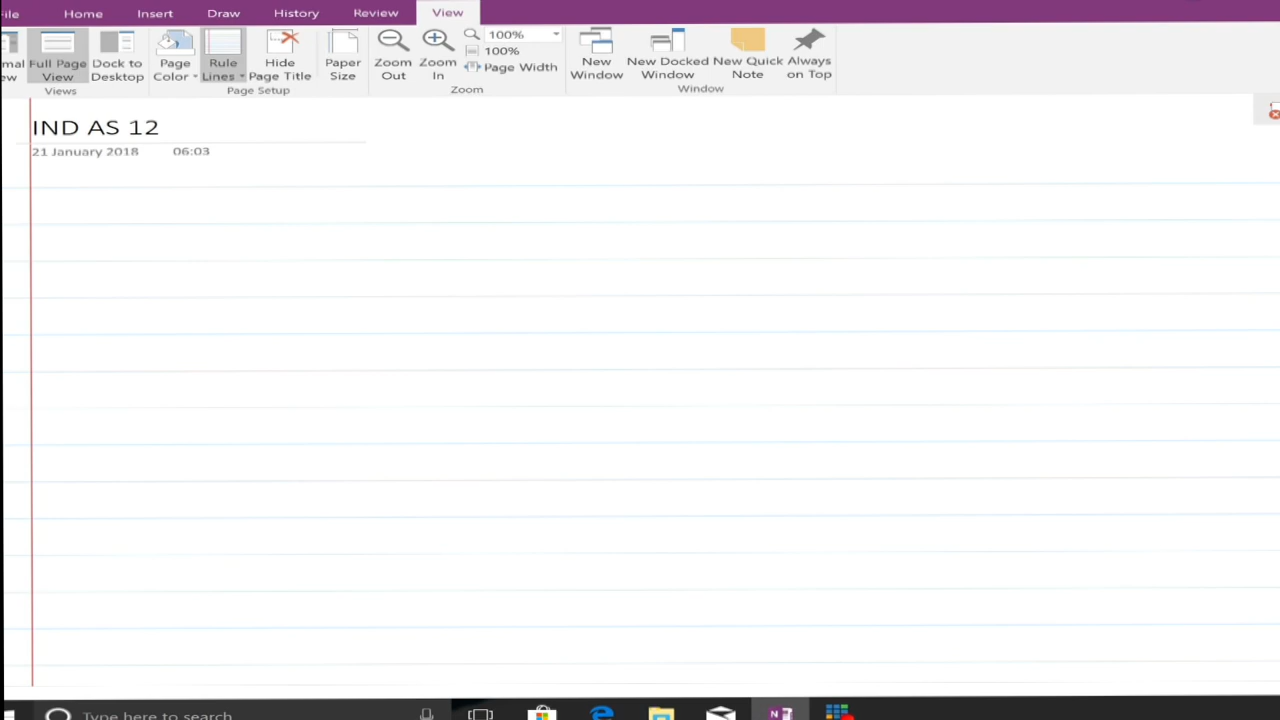 File Home Insert Draw History Review View
Full Page View
Dock to Desktop
Page Color
Rule Lines
Hide Page Title
Paper Size
Zoom Out
Zoom In
100%
100%
Page Width
New Window
New Docked Window
New Quick Note
Always on Top
Views Page Setup Zoom Window
IND AS 12
21 January 2018 06:03
Type here to search